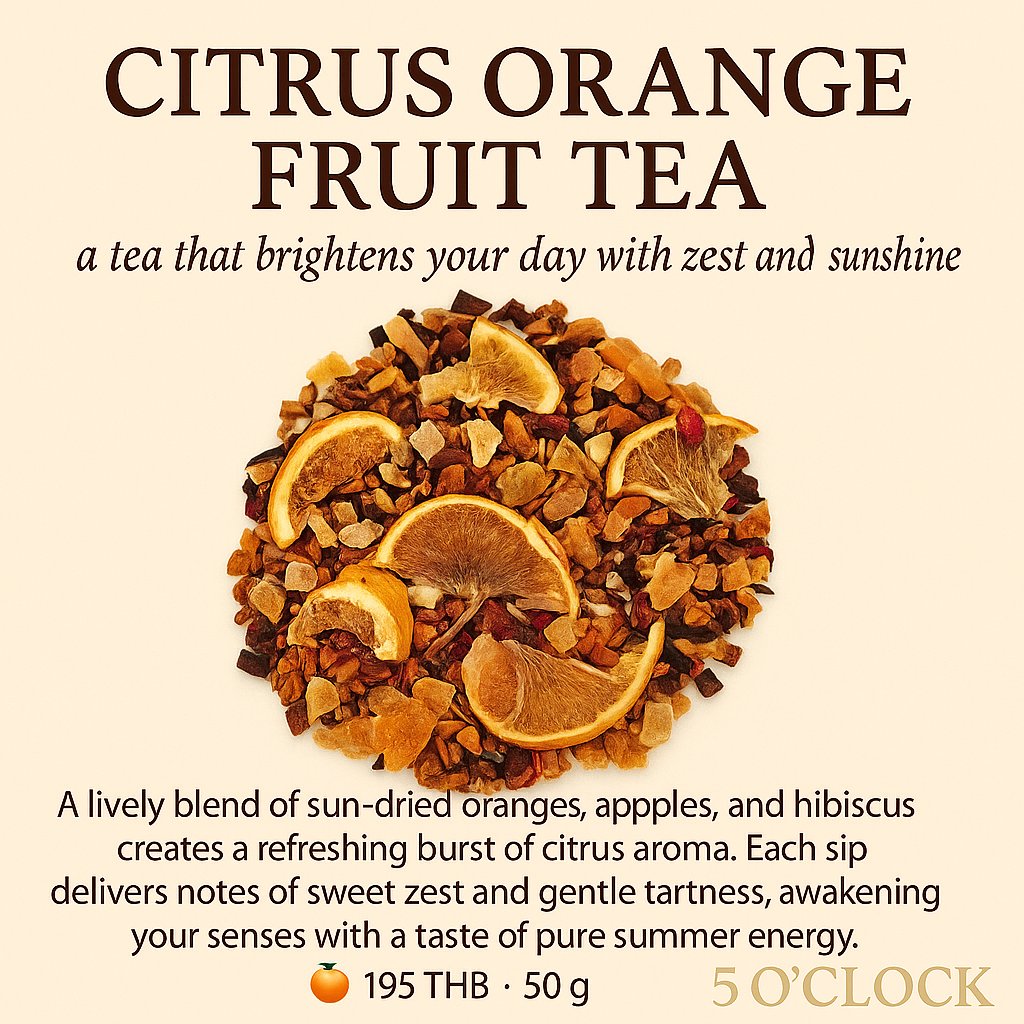 CITRUS ORANGE
FRUIT TEA
a tea that brightens your day with zest and sunshine
A lively blend of sun-dried oranges, appples, and hibiscus
creates a refreshing burst of citrus aroma. Each sip
delivers notes of sweet zest and gentle tartness, awakening
your senses with a taste of pure summer energy.
195 THB · 50 g
5 O’CLOCK